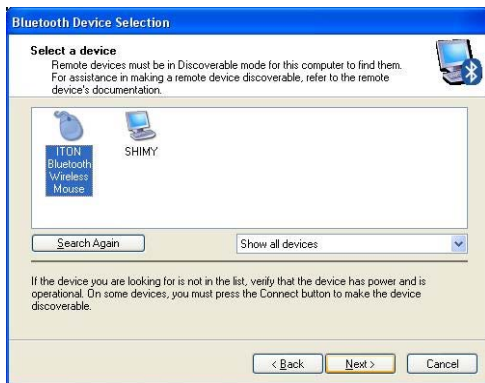 Bluetooth Device Selection
Select a device
Remote devices must be in Discoverable mode for this computer to find them.
For assistance in making a remote device discoverable, refer to the remote
device's documentation.
ITON
Bluetooth
Wireless
Mouse
SHIMY
Search Again
Show all devices
If the device you are looking for is not in the list, verify that the device has power and is
operational. On some devices, you must press the Connect button to make the device
discoverable.
< Back
Next >
Cancel